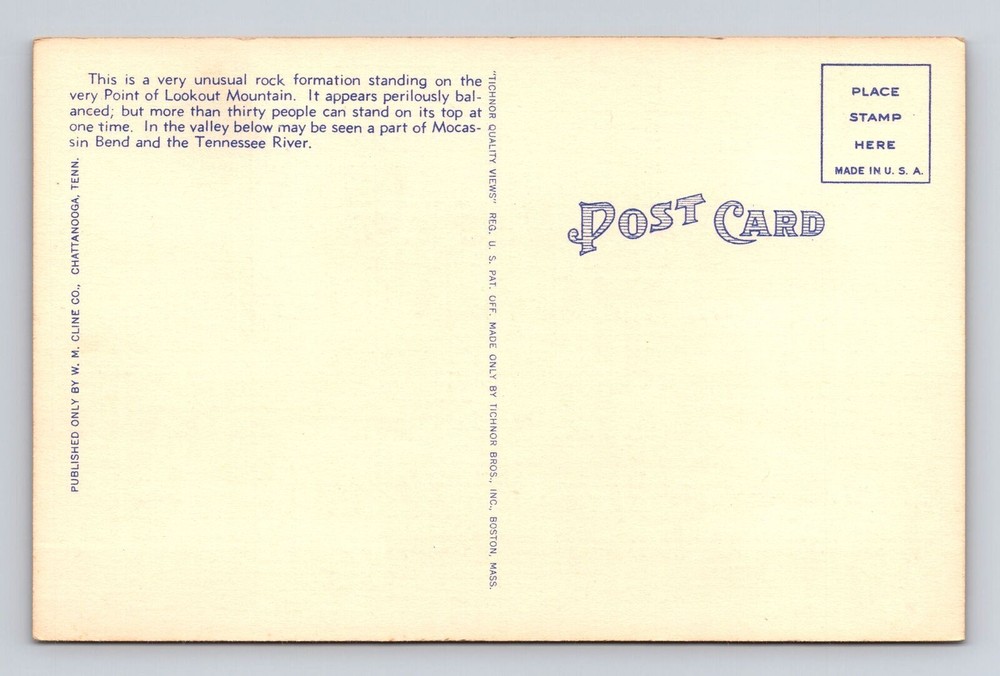 This is a very unusual rock formation standing on the
very Point of Lookout Mountain. It appears perilously bal-
anced; but more than thirty people can stand on its top at
one time. In the valley below may be seen a part of Mocas-
sin Bend and the Tennessee River.
PUBLISHED ONLY BY W. M. CLINE CO., CHATTANOOGA, TENN.
"TICHNOR QUALITY VIEWS" REG. U. S. PAT. OFF. MADE ONLY BY TICHNOR BROS., INC., BOSTON, MASS.
POST CARD
PLACE
STAMP
HERE
MADE IN U. S. A.